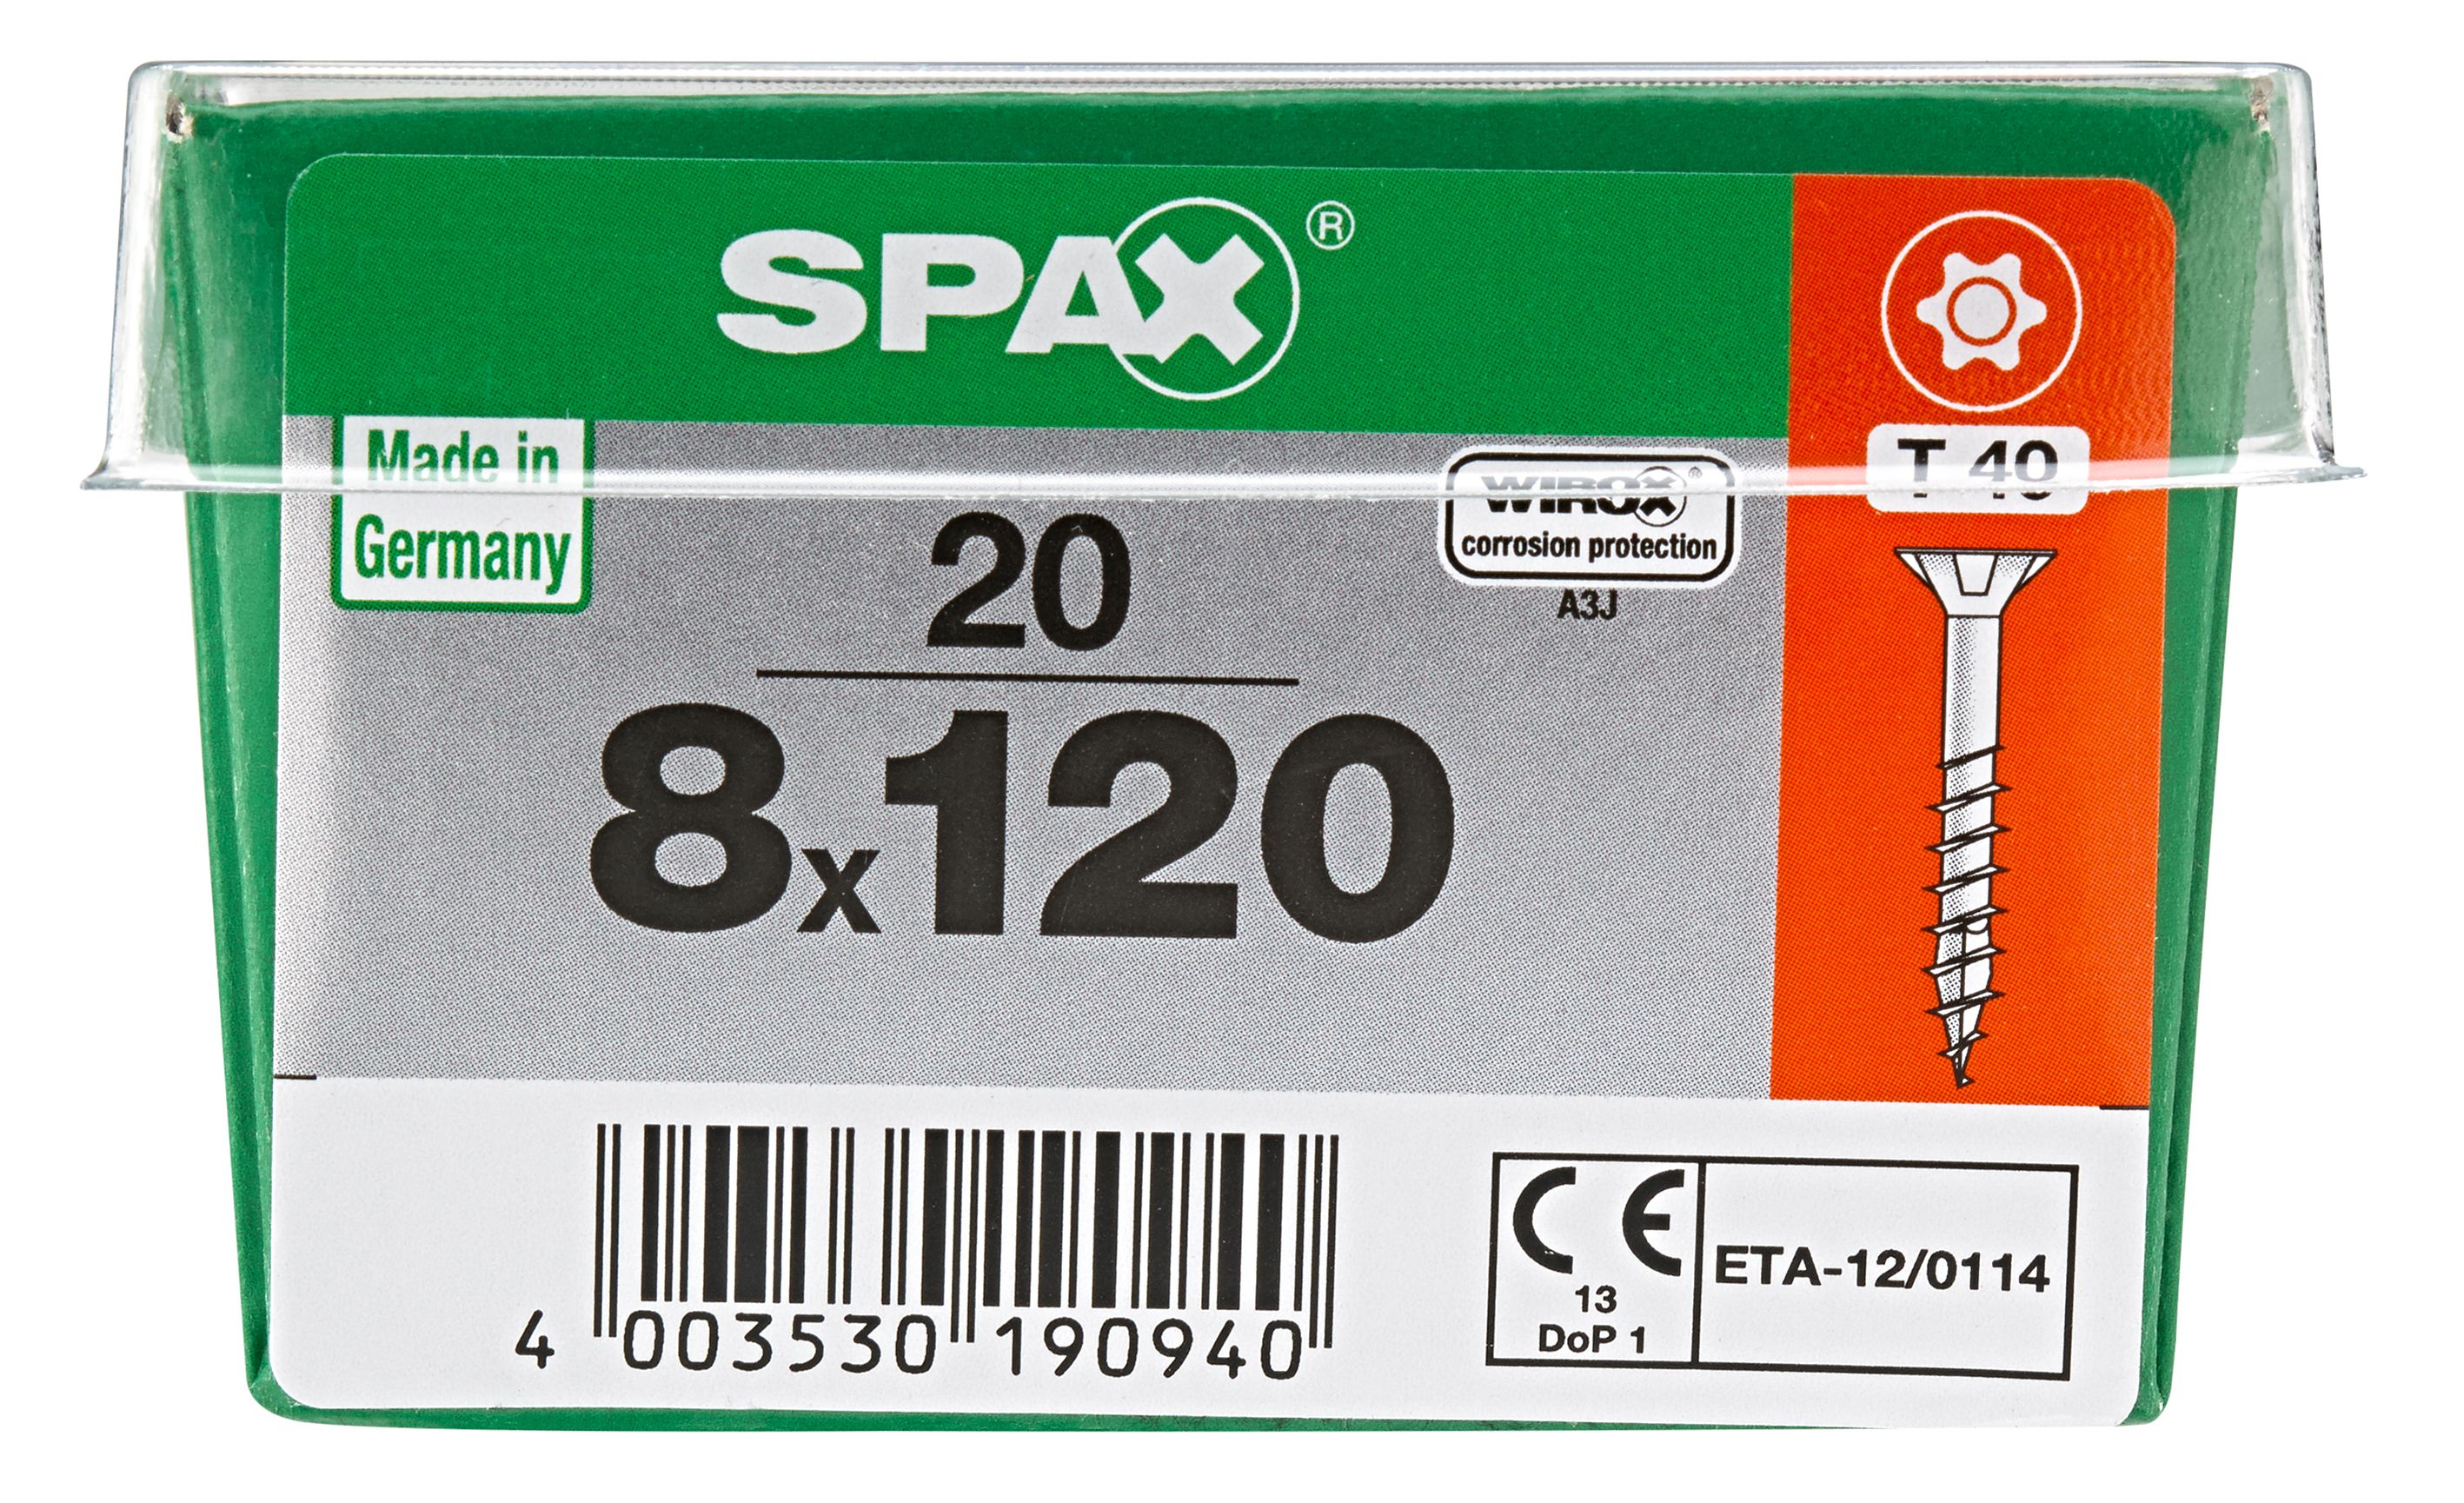 SPAX®
Made in
Germany
WIROX®
corrosion protection
A3J
T 40
20
8x120
4 003530 190940
CE
13
DoP 1
ETA-12/0114